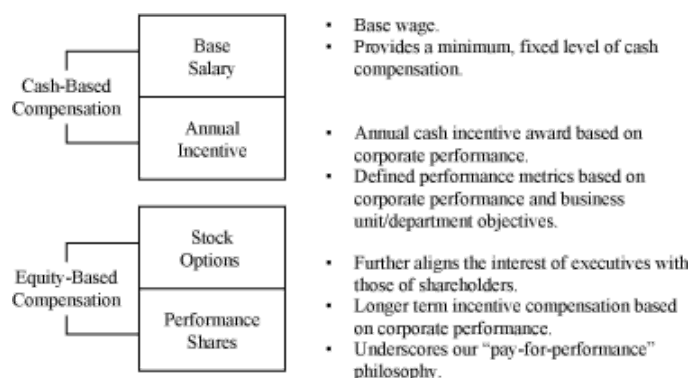 Cash-Based
Compensation
Base
Salary
Annual
Incentive
• Base wage.
• Provides a minimum, fixed level of cash
compensation.
• Annual cash incentive award based on
corporate performance.
• Defined performance metrics based on
corporate performance and business
unit/department objectives.
Equity-Based
Compensation
Stock
Options
Performance
Shares
• Further aligns the interest of executives with
those of shareholders.
• Longer term incentive compensation based
on corporate performance.
• Underscores our “pay-for-performance”
philosophy.